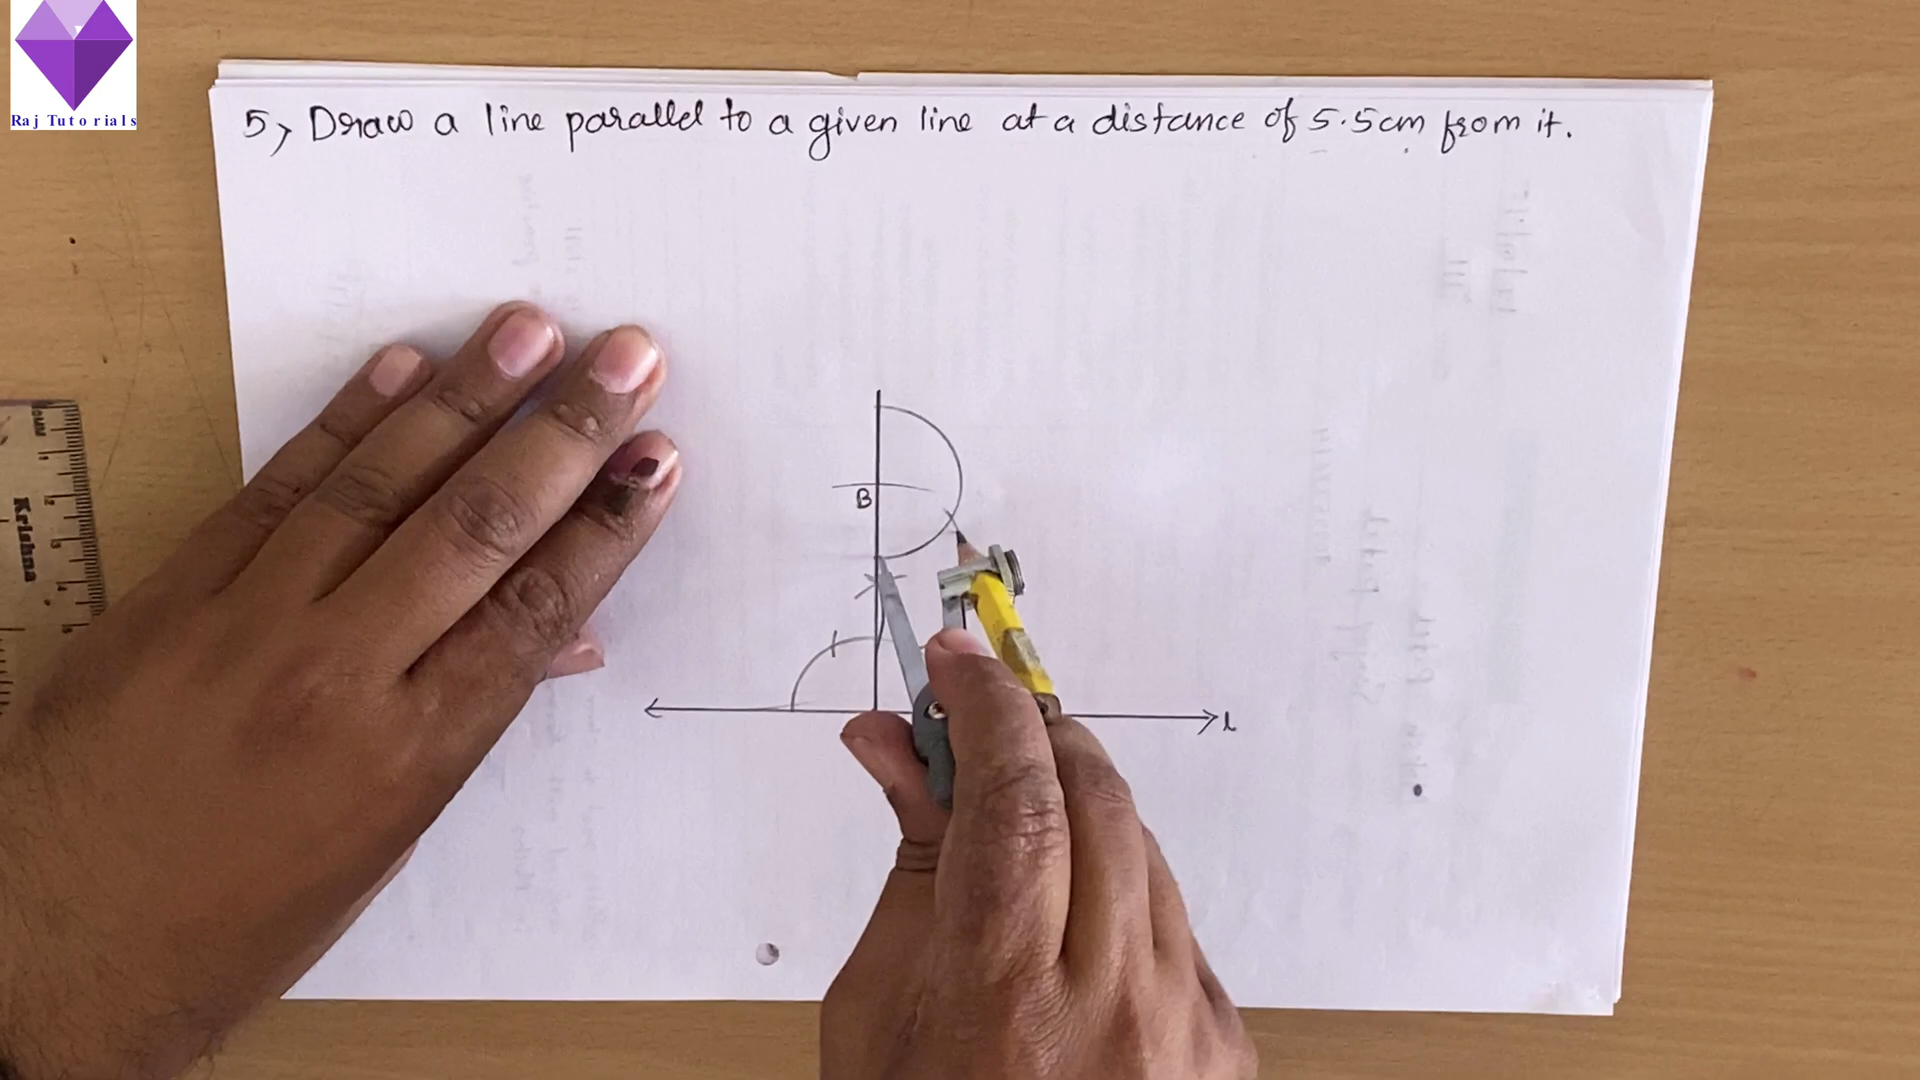 Raj Tutorials
5, Draw a line parallel to a given line at a distance of 5.5cm from it.
B
l
Krishna